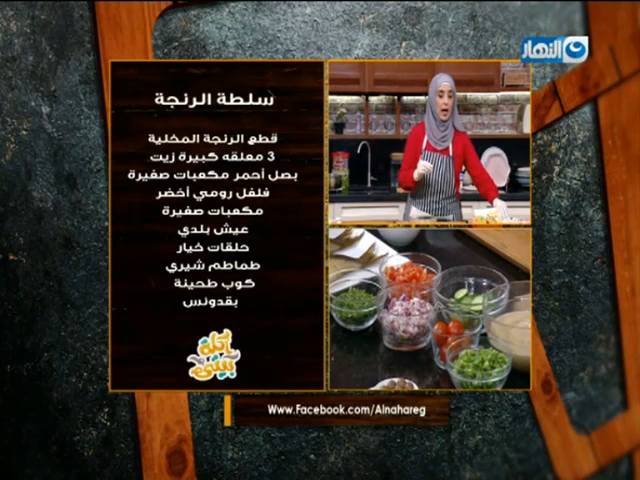 النهار
سلطة الرنجة
قطع الرنجة المخلية
3 معلقه كبيرة زيت
بصل أحمر مكعبات صغيرة
فلفل رومي أخضر
مكعبات صغيرة
عيش بلدي
حلقات خيار
طماطم شيري
كوب طحينة
بقدونس
أكلة
بيتي
Www.Facebook.com/Alnahareg